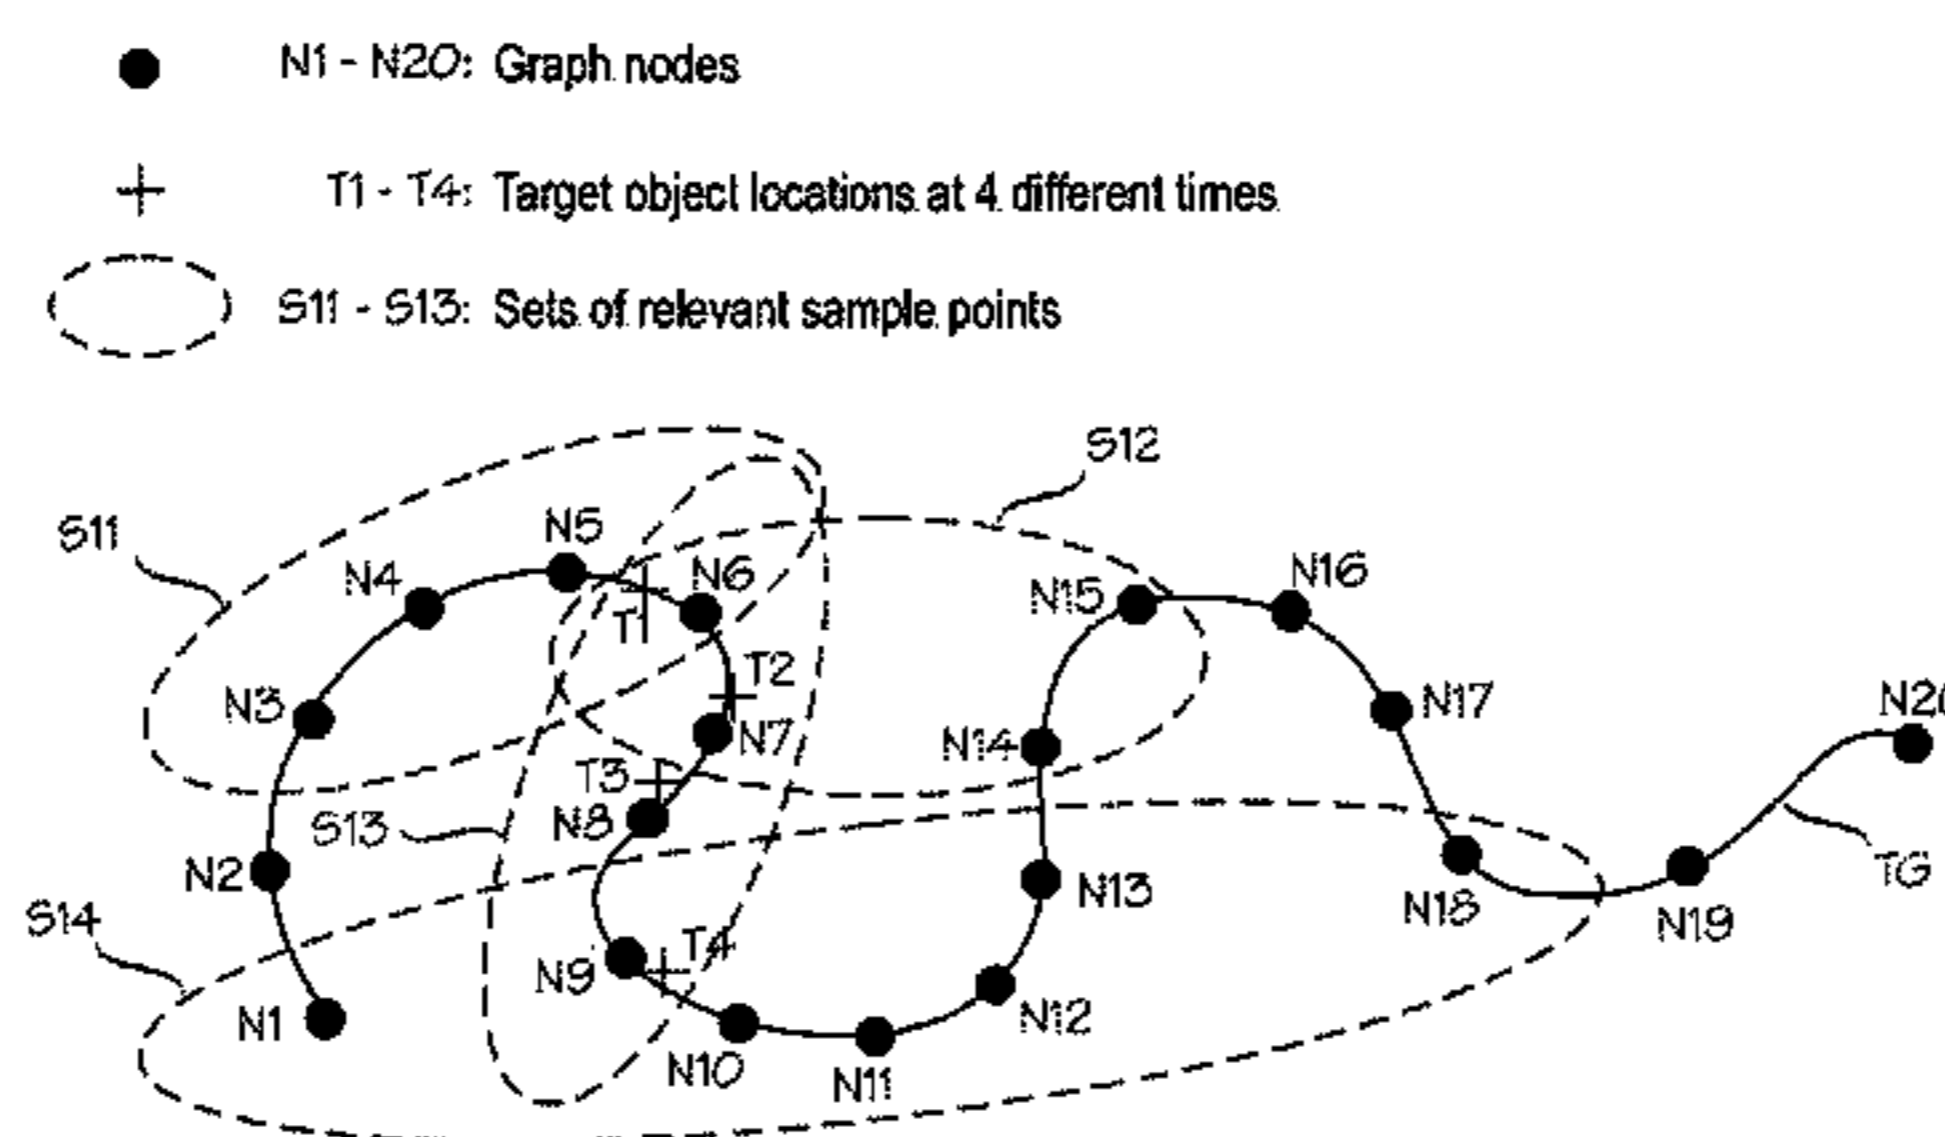 N1 - N20: Graph nodes
T1 - T4: Target object locations at 4 different times
S11 - S13: Sets of relevant sample points
S12
S11
N5
N4
N6
N16
N15
T1
T2
N3
N17
N20
N7
N14
T3
S13
N8
N2
TG
N13
N18
S14
N19
T4
N9
N1
N12
N10
N11